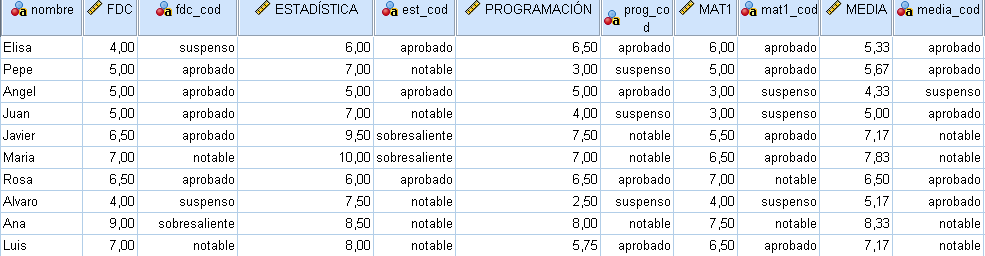 nombre FDC fdc_cod ESTADÍSTICA est_cod PROGRAMACIÓN prog_cod MAT1 mat1_cod MEDIA media_cod
Elisa 4,00 suspenso 6,00 aprobado 6,50 aprobado 6,00 aprobado 5,33 aprobado
Pepe 5,00 aprobado 7,00 notable 3,00 suspenso 5,00 aprobado 5,67 aprobado
Angel 5,00 aprobado 5,00 aprobado 5,00 aprobado 3,00 suspenso 4,33 suspenso
Juan 5,00 aprobado 7,00 notable 4,00 suspenso 3,00 suspenso 5,00 aprobado
Javier 6,50 aprobado 9,50 sobresaliente 7,50 notable 5,50 aprobado 7,17 notable
Maria 7,00 notable 10,00 sobresaliente 7,00 notable 6,50 aprobado 7,83 notable
Rosa 6,50 aprobado 6,00 aprobado 6,50 aprobado 7,00 notable 6,50 aprobado
Alvaro 4,00 suspenso 7,50 notable 2,50 suspenso 4,00 suspenso 5,17 aprobado
Ana 9,00 sobresaliente 8,50 notable 8,00 notable 7,50 notable 8,33 notable
Luis 7,00 notable 8,00 notable 5,75 aprobado 6,50 aprobado 7,17 notable